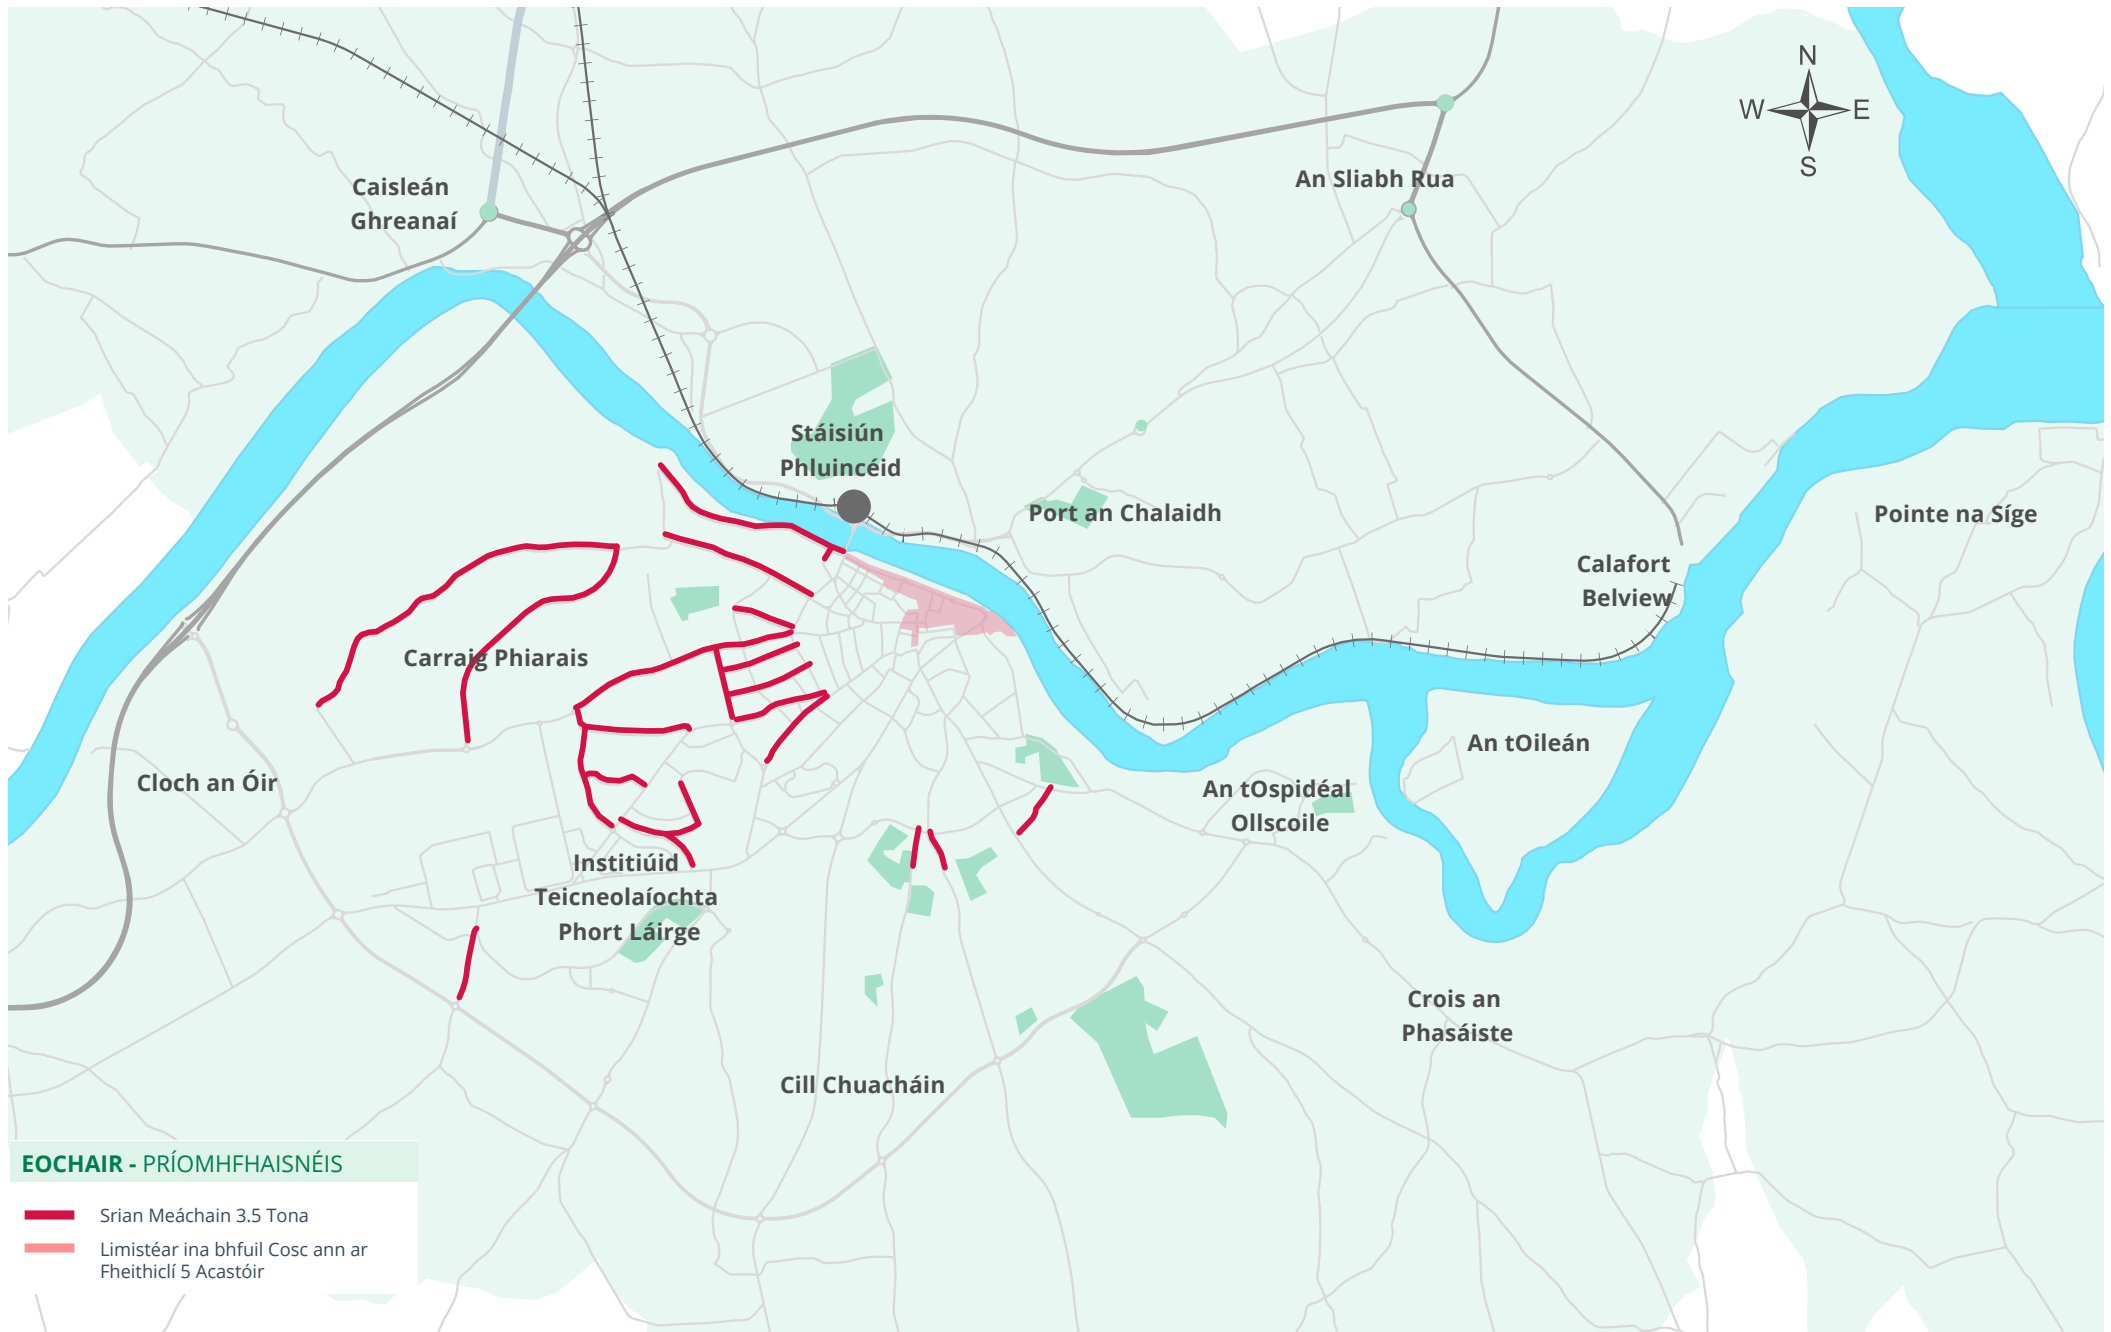 N
W E
S
Caisleán
Ghreanaí
An Sliabh Rua
Stáisiún
Phluincéid
Port an Chalaidh
Pointe na Síge
Calafort
Belview
Carraig Phiarais
An tOileán
Cloch an Óir
An tOspidéal
Ollscoile
Institiúid
Teicneolaíochta
Phort Láirge
Crois an
Phasáiste
Cill Chuacháin
EOCHAIR - PRÍOMHFHAISNÉIS
Srian Meáchain 3.5 Tona
Limistéar ina bhfuil Cosc ann ar
Fheithiclí 5 Acastóir